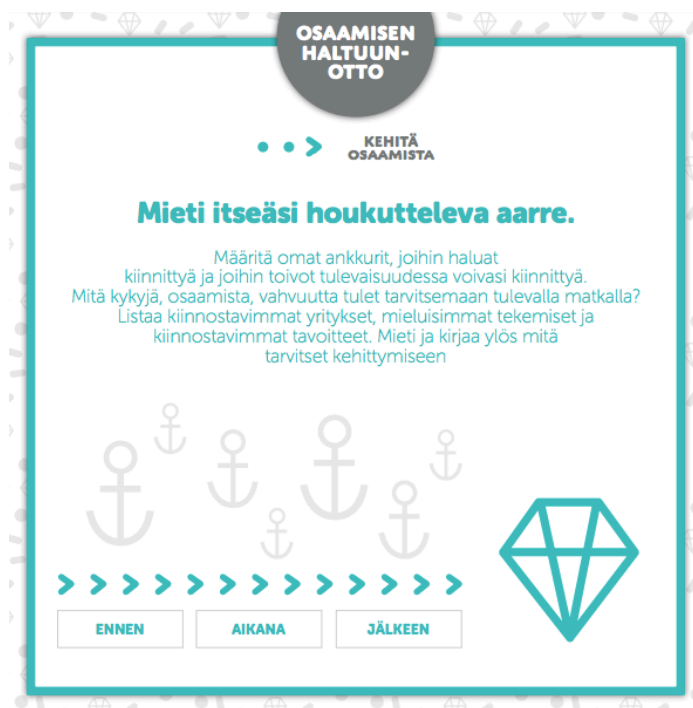 OSAAMISEN
HALTUUN-
OTTO
KEHITÄ
OSAAMISTA
Mieti itseäsi houkutteleva aarre.
Määritä omat ankkurit, joihin haluat
kiinnittyä ja joihin toivot tulevaisuudessa voivasi kiinnittyä.
Mitä kykyjä, osaamista, vahvuutta tulet tarvitsemaan tulevalla matkalla?
Listaa kiinnostavimmat yritykset, mieluisimmat tekemiset ja
kiinnostavimmat tavoitteet. Mieti ja kirjaa ylös mitä
tarvitset kehittymiseen
ENNEN
AIKANA
JÄLKEEN